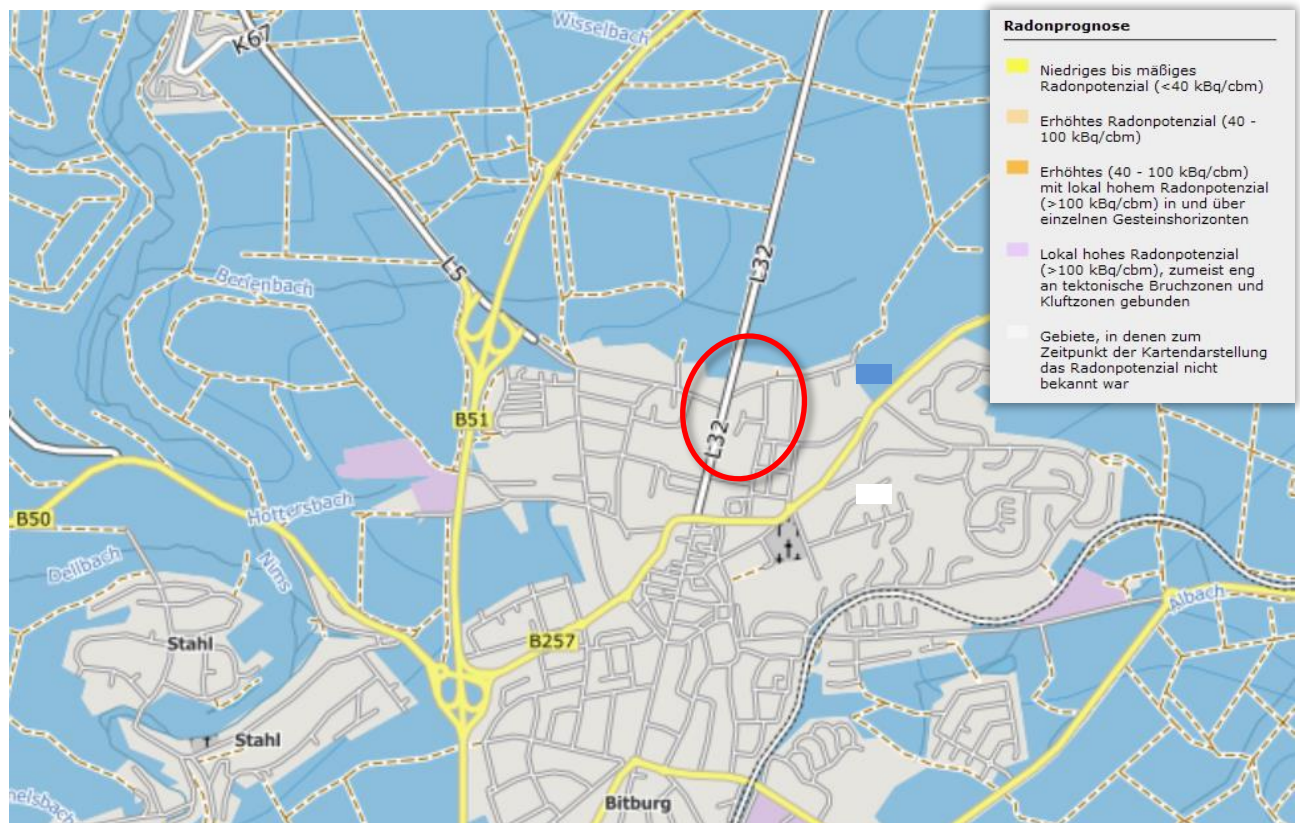 Wisselbach
K67
Radonprognose
Niedriges bis mäßiges
Radonpotenzial (<40 kBq/cbm)
Erhöhtes Radonpotenzial (40 -
100 kBq/cbm)
Erhöhtes (40 - 100 kBq/cbm)
mit lokal hohem Radonpotenzial
(>100 kBq/cbm) in und über
einzelnen Gesteinshorizonten
Lokal hohes Radonpotenzial
(>100 kBq/cbm), zumeist eng
an tektonische Bruchzonen und
Kluftzonen gebunden
Gebiete, in denen zum
Zeitpunkt der Kartendarstellung
das Radonpotenzial nicht
bekannt war
L5
L32
Bedenbach
B51
L32
B50
Hottersbach
Dellbach
Nims
Albach
Stahl
B257
Stahl
Bitburg